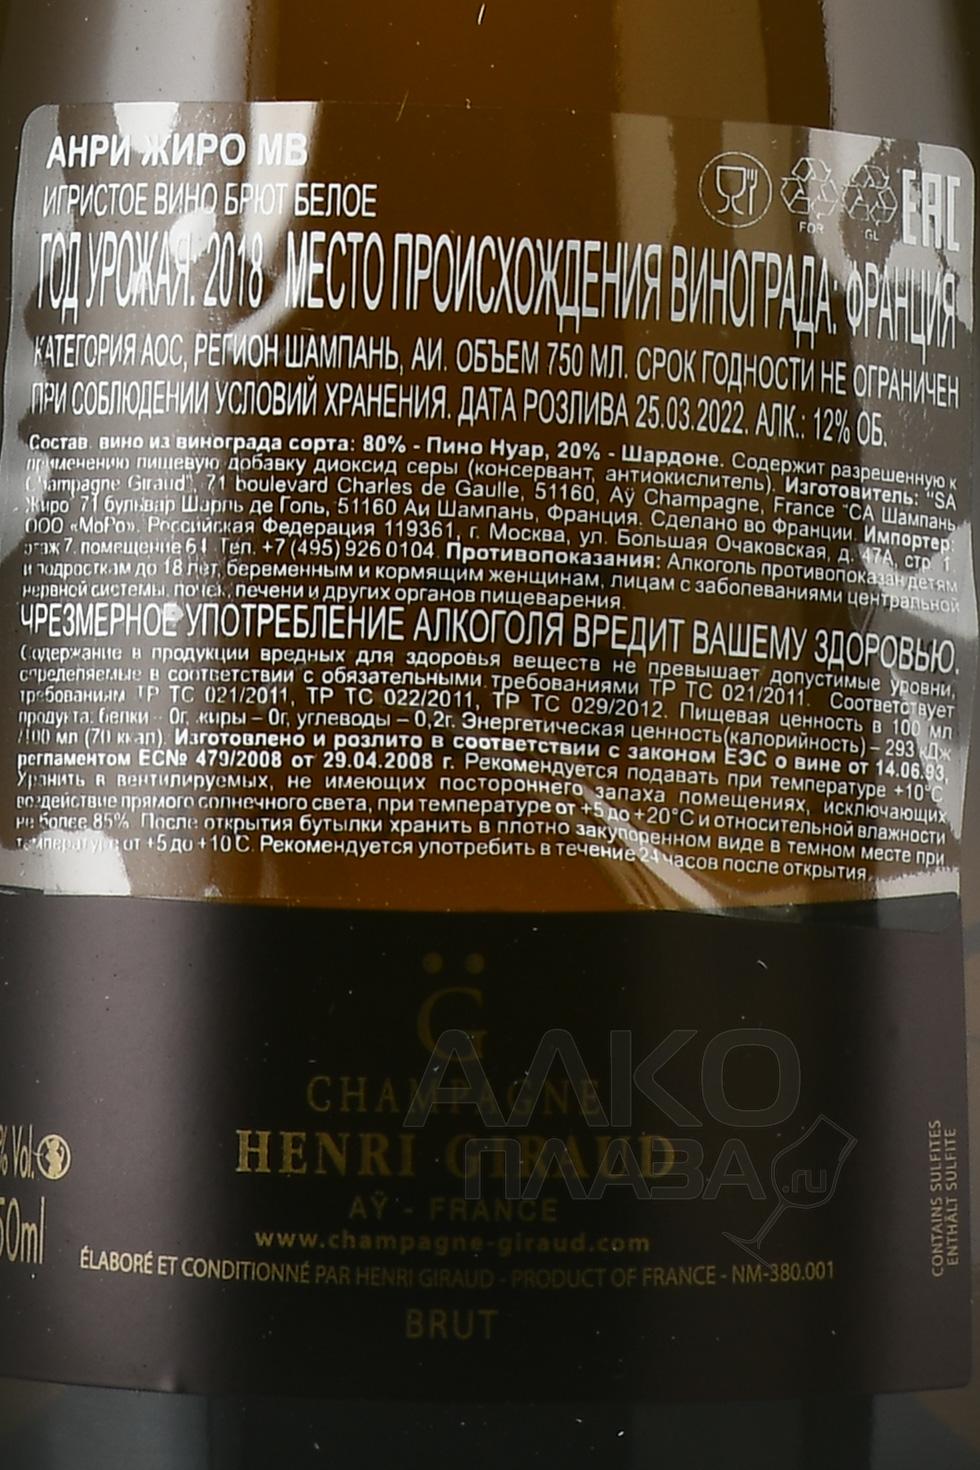 АНРИ ЖИРО МВ
ИГРИСТОЕ ВИНО БРЮТ БЕЛОЕ
FOR
GL
EAC
ГОД УРОЖАЯ: 2018 МЕСТО ПРОИСХОЖДЕНИЯ ВИНОГРАДА: ФРАНЦИЯ
КАТЕГОРИЯ АОС, РЕГИОН ШАМПАНЬ, АИ. ОБЪЕМ 750 МЛ. СРОК ГОДНОСТИ НЕ ОГРАНИЧЕН
ПРИ СОБЛЮДЕНИИ УСЛОВИЙ ХРАНЕНИЯ. ДАТА РОЗЛИВА 25.03.2022. АЛК.: 12% ОБ.
Состав: вино из винограда сорта: 80% - Пино Нуар, 20% - Шардоне. Содержит разрешенную к
применению пищевую добавку диоксид серы (консервант, антиокислитель). Изготовитель: "SA
Champagne Giraud", 71 boulevard Charles de Gaulle, 51160, Aÿ Champagne, France "СА Шампань
Жиро" 71 бульвар Шарль де Голь, 51160 Аи Шампань, Франция. Сделано во Франции. Импортер:
ООО «МоРо». Российская Федерация 119361, г. Москва, ул. Большая Очаковская, д. 47А, стр. 1
этаж 7, помещение 61 Тел. +7 (495) 926 0104. Противопоказания: Алкоголь противопоказан детям
и подросткам до 18 лет, беременным и кормящим женщинам, лицам с заболеваниями центральной
нервной системы, почек, печени и других органов пищеварения.
ЧРЕЗМЕРНОЕ УПОТРЕБЛЕНИЕ АЛКОГОЛЯ ВРЕДИТ ВАШЕМУ ЗДОРОВЬЮ.
Содержание в продукции вредных для здоровья веществ не превышает допустимые уровни,
определяемые в соответствии с обязательными требованиями ТР ТС 021/2011. Соответствует
требованиям ТР ТС 021/2011, ТР ТС 022/2011, ТР ТС 029/2012. Пищевая ценность в 100 мл
продукта: белки - 0г, жиры – 0г, углеводы – 0,2г. Энергетическая ценность(калорийность) – 293 кДж
/100 мл (70 ккал). Изготовлено и розлито в соответствии с законом ЕЭС о вине от 14.06.93,
регламентом ЕС№ 479/2008 от 29.04.2008 г. Рекомендуется подавать при температуре +10°С
Хранить в вентилируемых, не имеющих постороннего запаха помещениях, исключающих
воздействие прямого солнечного света, при температуре от +5 до +20°С и относительной влажности
не более 85%. После открытия бутылки хранить в плотно закупоренном виде в темном месте при
температуре от +5 до +10°С. Рекомендуется употребить в течение 24 часов после открытия.
G̈
CHAMPAGNE
HENRI GIRAUD
AŸ - FRANCE
www.champagne-giraud.com
ÉLABORÉ ET CONDITIONNÉ PAR HENRI GIRAUD - PRODUCT OF FRANCE - NM-380.001
BRUT
% Vol.
50ml
CONTAINS SULFITES
ENTHÄLT SULFITE
АЛКО
ПЛАЗА.ru